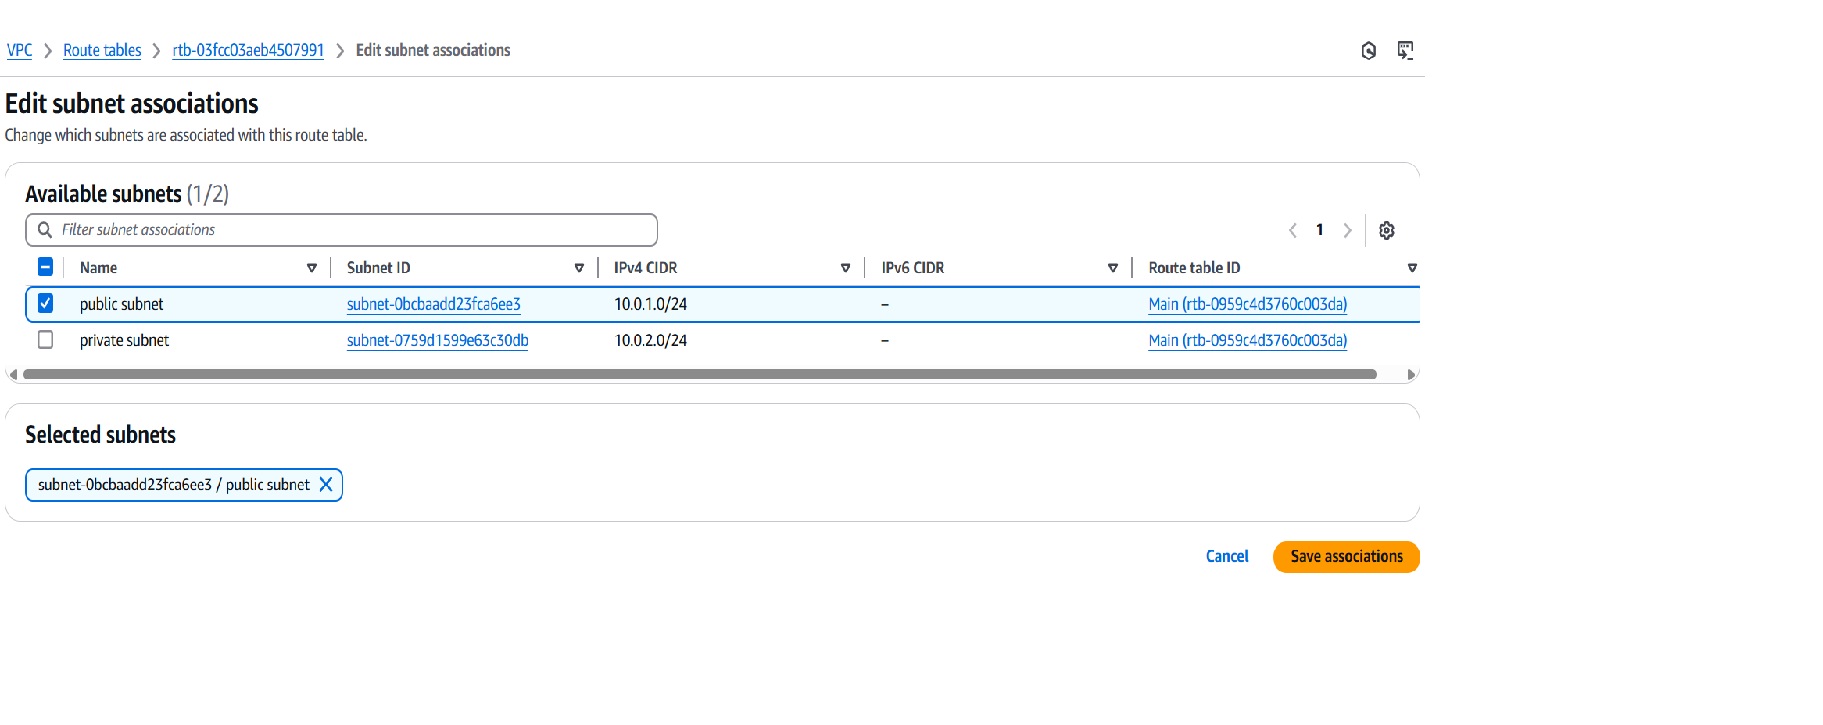 VPC > Route tables > rtb-03fcc03aeb4507991 > Edit subnet associations
Edit subnet associations
Change which subnets are associated with this route table.
Available subnets (1/2)
Filter subnet associations
1
Name Subnet ID IPv4 CIDR IPv6 CIDR Route table ID
public subnet subnet-0bcbaadd23fca6ee3 10.0.1.0/24 – Main (rtb-0959c4d3760c003da)
private subnet subnet-0759d1599e63c30db 10.0.2.0/24 – Main (rtb-0959c4d3760c003da)
Selected subnets
subnet-0bcbaadd23fca6ee3 / public subnet
Cancel Save associations